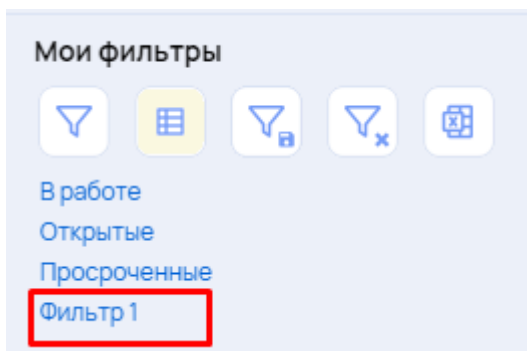 Мои фильтры
В работе
Открытые
Просроченные
Фильтр 1